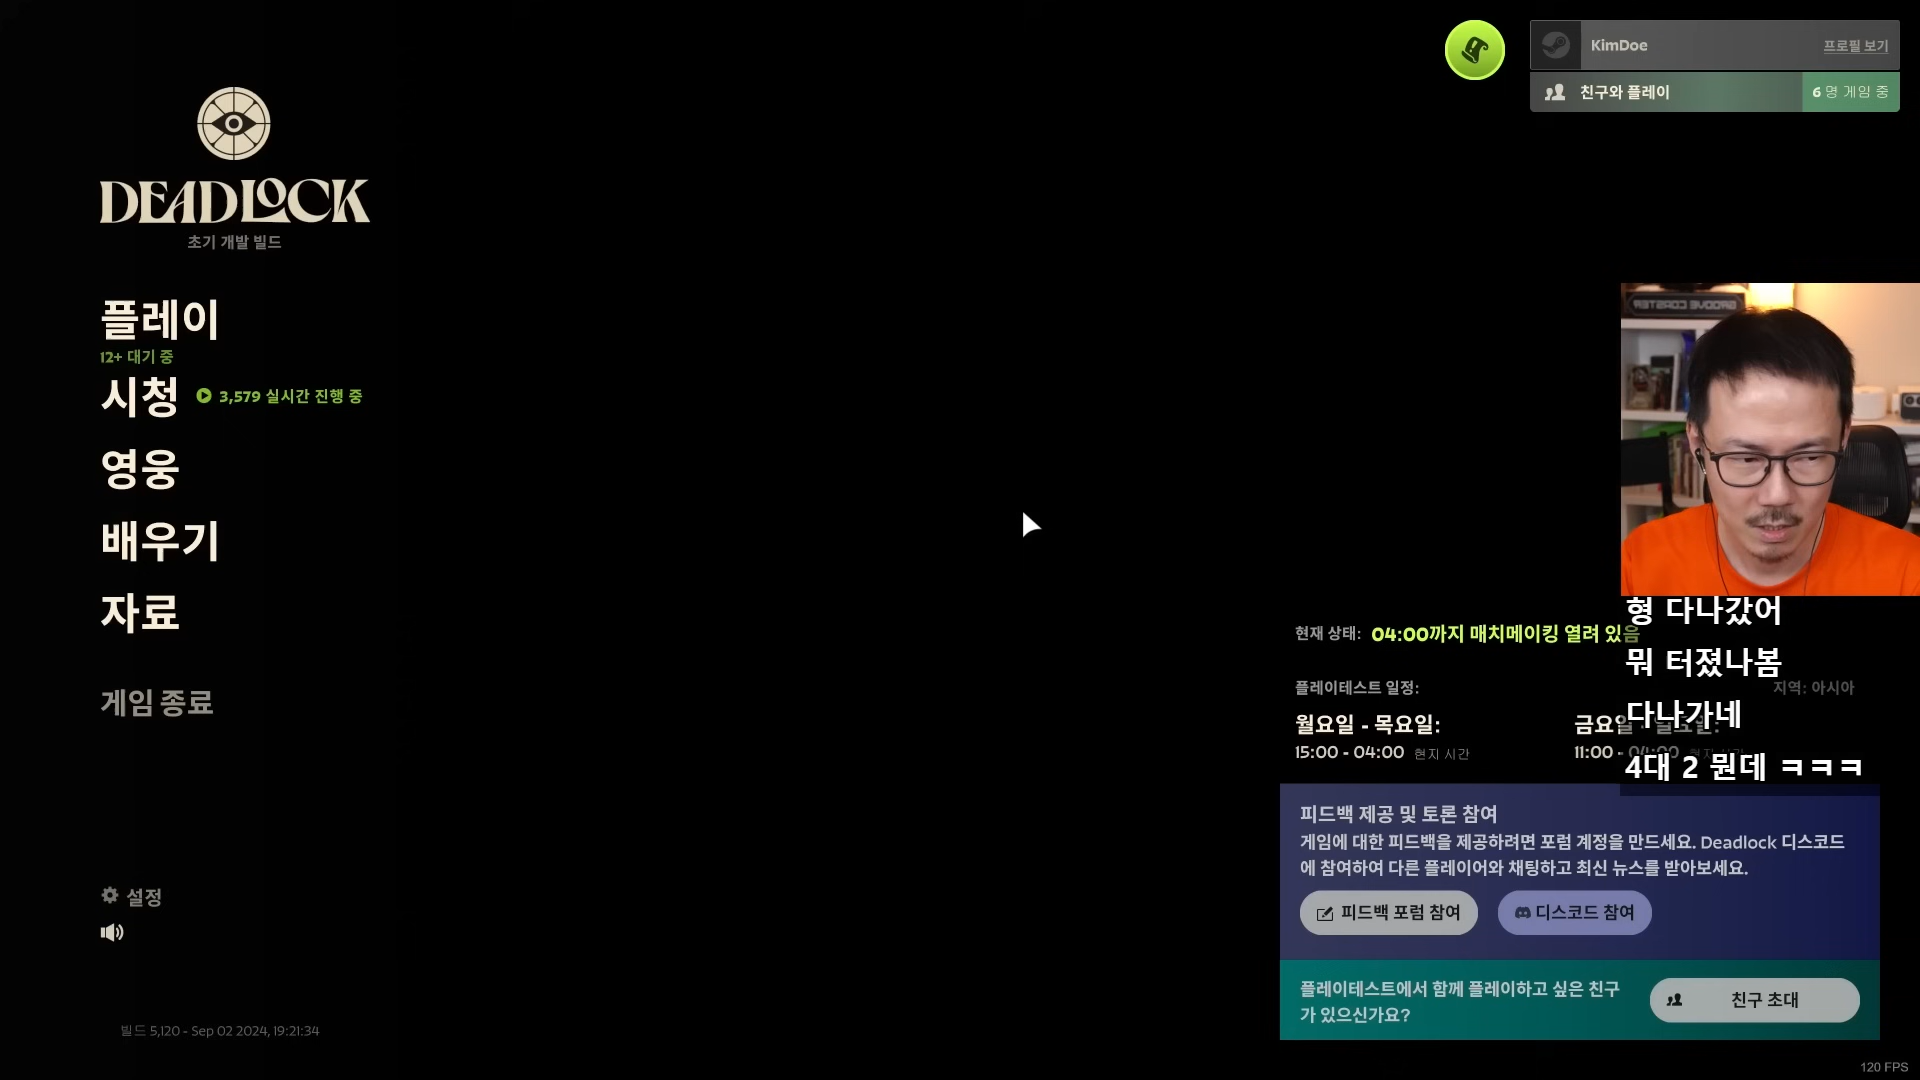 KimDoe
프로필 보기
친구와 플레이
6 명 게임 중
DEADLOCK
초기 개발 빌드
플레이
12+ 대기 중
시청
3,579 실시간 진행 중
영웅
배우기
자료
게임 종료
설정
빌드 5,120 - Sep 02 2024, 19:21:34
GROOVE COASTER
형 다나갔어
뭐 터졌나봄
다나가네
4대 2 뭔데 ㅋㅋㅋ
현재 상태: 04:00까지 매치메이킹 열려 있음
플레이테스트 일정:
지역: 아시아
월요일 - 목요일:
15:00 - 04:00 현지 시간
금요일 - 일요일:
11:00 - 04:00 현지 시간
피드백 제공 및 토론 참여
게임에 대한 피드백을 제공하려면 포럼 계정을 만드세요. Deadlock 디스코드
에 참여하여 다른 플레이어와 채팅하고 최신 뉴스를 받아보세요.
피드백 포럼 참여
디스코드 참여
플레이테스트에서 함께 플레이하고 싶은 친구
가 있으신가요?
친구 초대
120 FPS